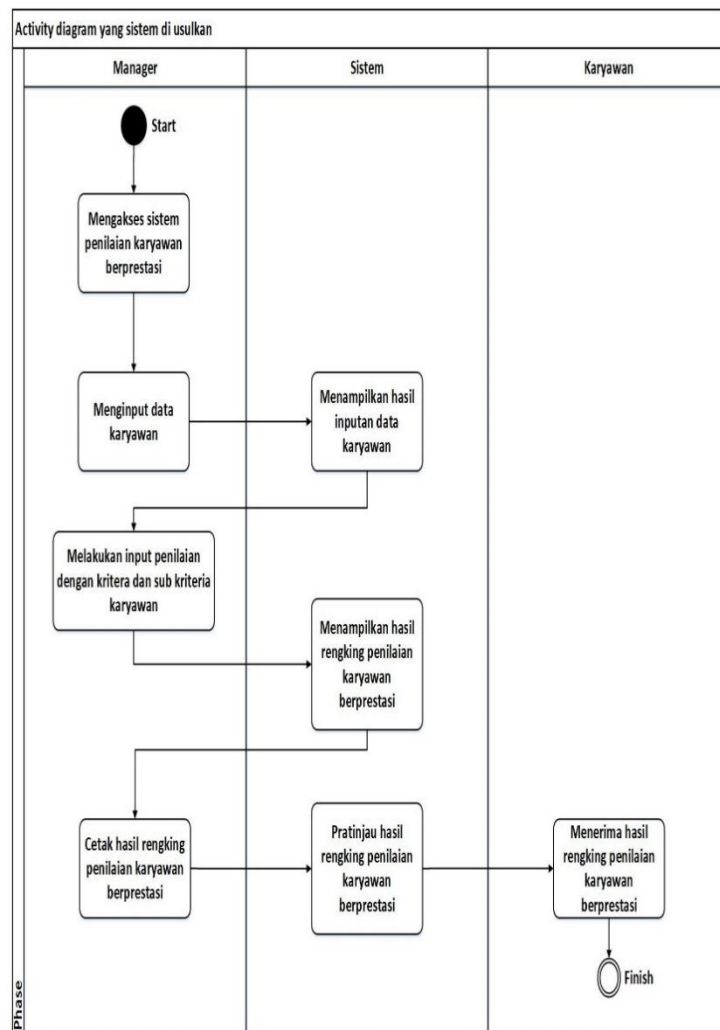 Activity diagram yang sistem di usulkan
Manager
Sistem
Karyawan
Start
Mengakses sistem
penilaian karyawan
berprestasi
Menginput data
karyawan
Menampilkan hasil
inputan data
karyawan
Melakukan input penilaian
dengan kritera dan sub kriteria
karyawan
Menampilkan hasil
rengking penilaian
karyawan
berprestasi
Cetak hasil rengking
penilaian karyawan
berprestasi
Pratinjau hasil
rengking penilaian
karyawan
berprestasi
Menerima hasil
rengking penilaian
karyawan
berprestasi
Finish
Phase